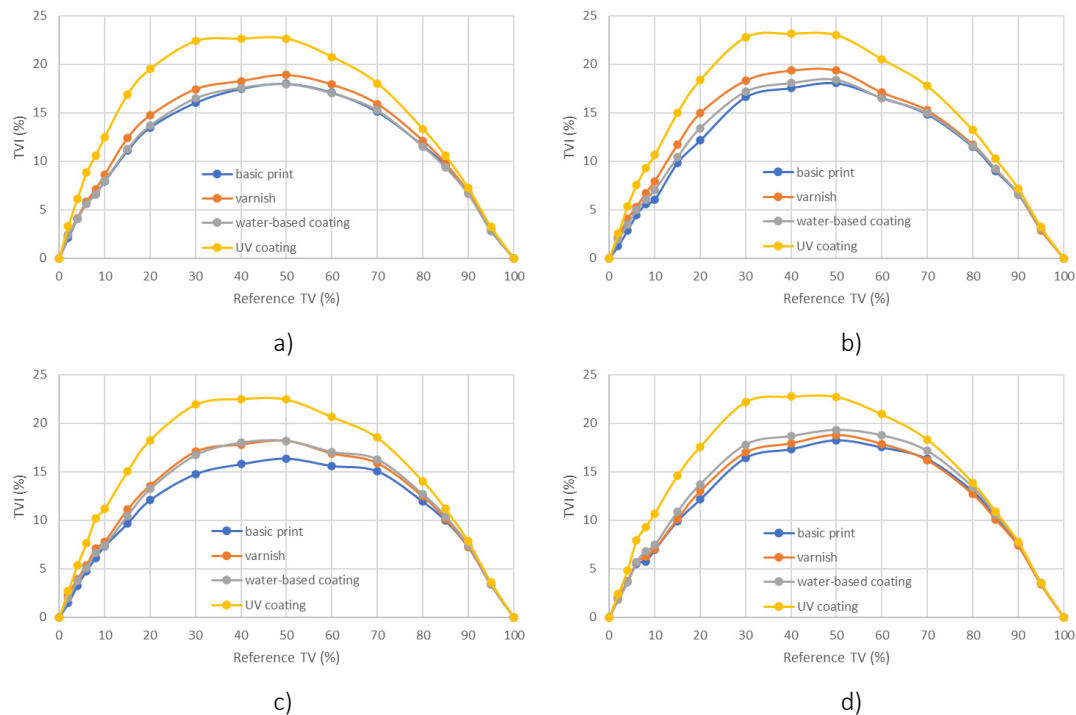 25
20
15
10
5
0
TVI (%)
basic print
varnish
water-based coating
UV coating
0 10 20 30 40 50 60 70 80 90 100
Reference TV (%)
a)
25
20
15
10
5
0
TVI (%)
basic print
varnish
water-based coating
UV coating
0 10 20 30 40 50 60 70 80 90 100
Reference TV (%)
b)
25
20
15
10
5
0
TVI (%)
basic print
varnish
water-based coating
UV coating
0 10 20 30 40 50 60 70 80 90 100
Reference TV (%)
c)
25
20
15
10
5
0
TVI (%)
basic print
varnish
water-based coating
UV coating
0 10 20 30 40 50 60 70 80 90 100
Reference TV (%)
d)